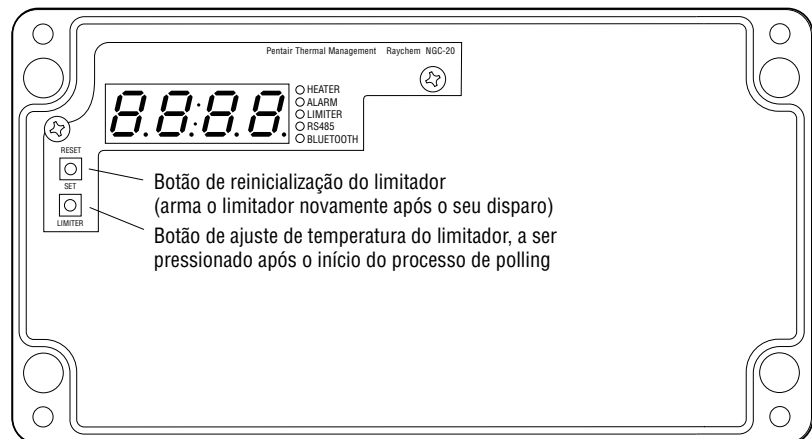 Pentair Thermal Management Raychem NGC-20
8.8:8.8.
HEATER
ALARM
LIMITER
RS485
BLUETOOTH
RESET
SET
LIMITER
Botão de reinicialização do limitador
(arma o limitador novamente após o seu disparo)
Botão de ajuste de temperatura do limitador, a ser
pressionado após o início do processo de polling